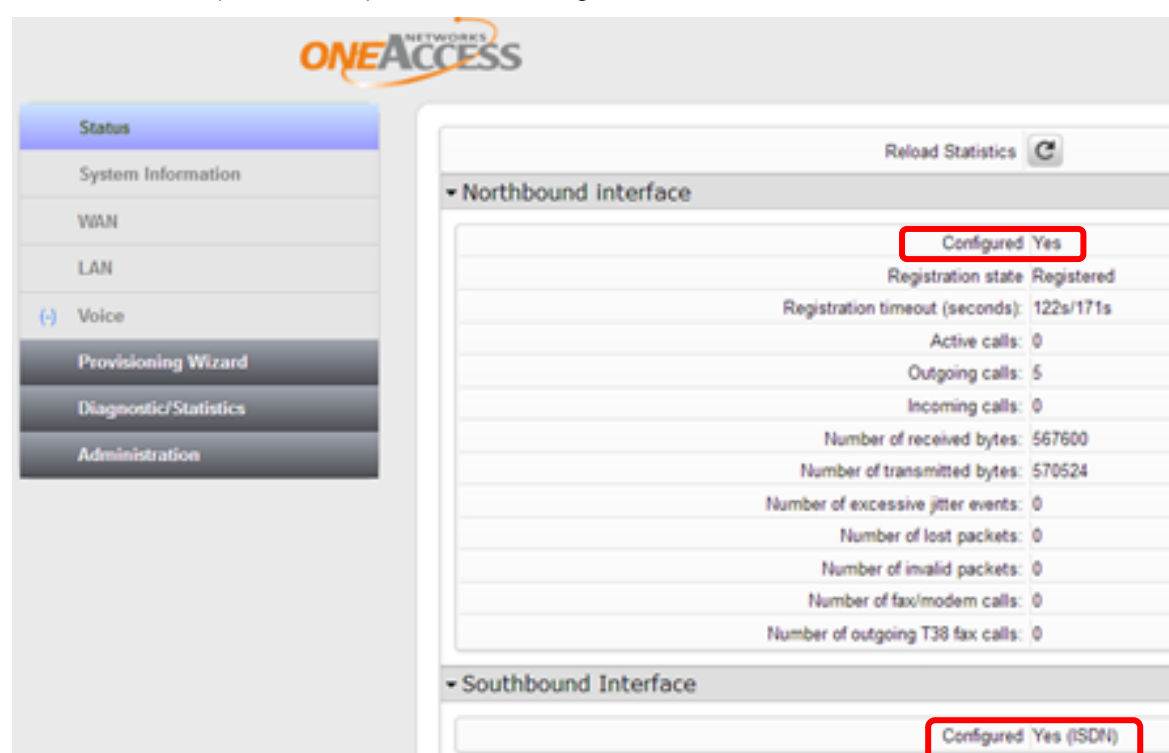 NETWORKS
ONEACCESS
Status
System Information
WAN
LAN
(-) Voice
Provisioning Wizard
Diagnostic/Statistics
Administration
Reload Statistics
Northbound interface
Configured Yes
Registration state Registered
Registration timeout (seconds): 122s/171s
Active calls: 0
Outgoing calls: 5
Incoming calls: 0
Number of received bytes: 567600
Number of transmitted bytes: 570524
Number of excessive jitter events: 0
Number of lost packets: 0
Number of invalid packets: 0
Number of fax/modem calls: 0
Number of outgoing T38 fax calls: 0
Southbound Interface
Configured Yes (ISDN)